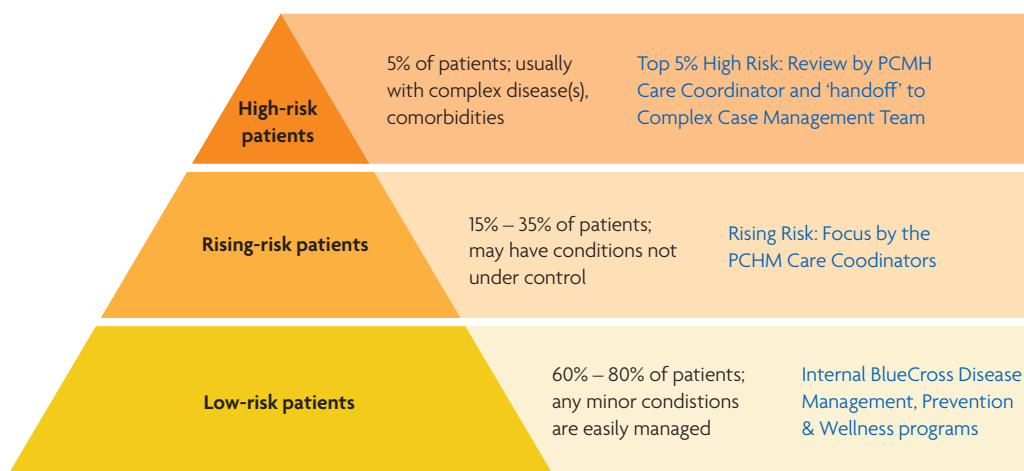 High-risk
patients
5% of patients; usually
with complex disease(s),
comorbidities
Top 5% High Risk: Review by PCMH
Care Coordinator and ‘handoff’ to
Complex Case Management Team
Rising-risk patients
15% – 35% of patients;
may have conditions not
under control
Rising Risk: Focus by the
PCHM Care Coodinators
Low-risk patients
60% – 80% of patients;
any minor condistions
are easily managed
Internal BlueCross Disease
Management, Prevention
& Wellness programs